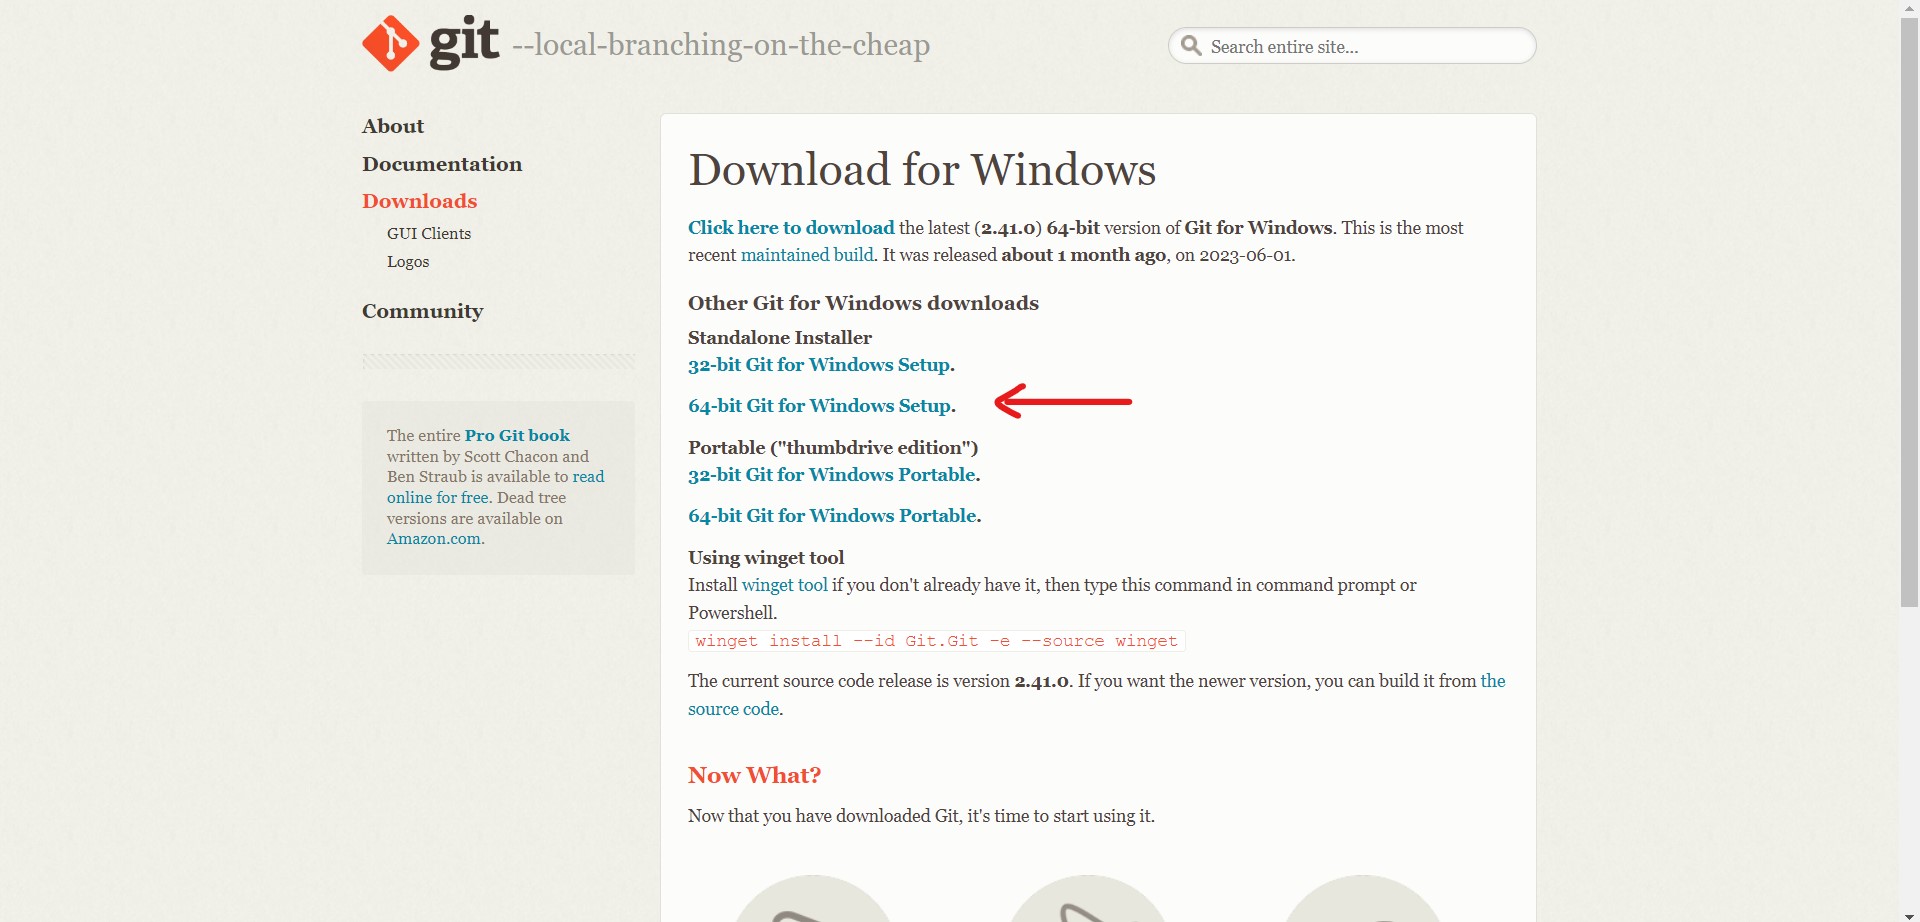 git --local-branching-on-the-cheap
Search entire site...
About
Documentation
Downloads
GUI Clients
Logos
Community
The entire Pro Git book
written by Scott Chacon and
Ben Straub is available to read
online for free. Dead tree
versions are available on
Amazon.com.
Download for Windows
Click here to download the latest (2.41.0) 64-bit version of Git for Windows. This is the most
recent maintained build. It was released about 1 month ago, on 2023-06-01.
Other Git for Windows downloads
Standalone Installer
32-bit Git for Windows Setup.
64-bit Git for Windows Setup.
Portable ("thumbdrive edition")
32-bit Git for Windows Portable.
64-bit Git for Windows Portable.
Using winget tool
Install winget tool if you don't already have it, then type this command in command prompt or
Powershell.
winget install --id Git.Git -e --source winget
The current source code release is version 2.41.0. If you want the newer version, you can build it from the
source code.
Now What?
Now that you have downloaded Git, it's time to start using it.